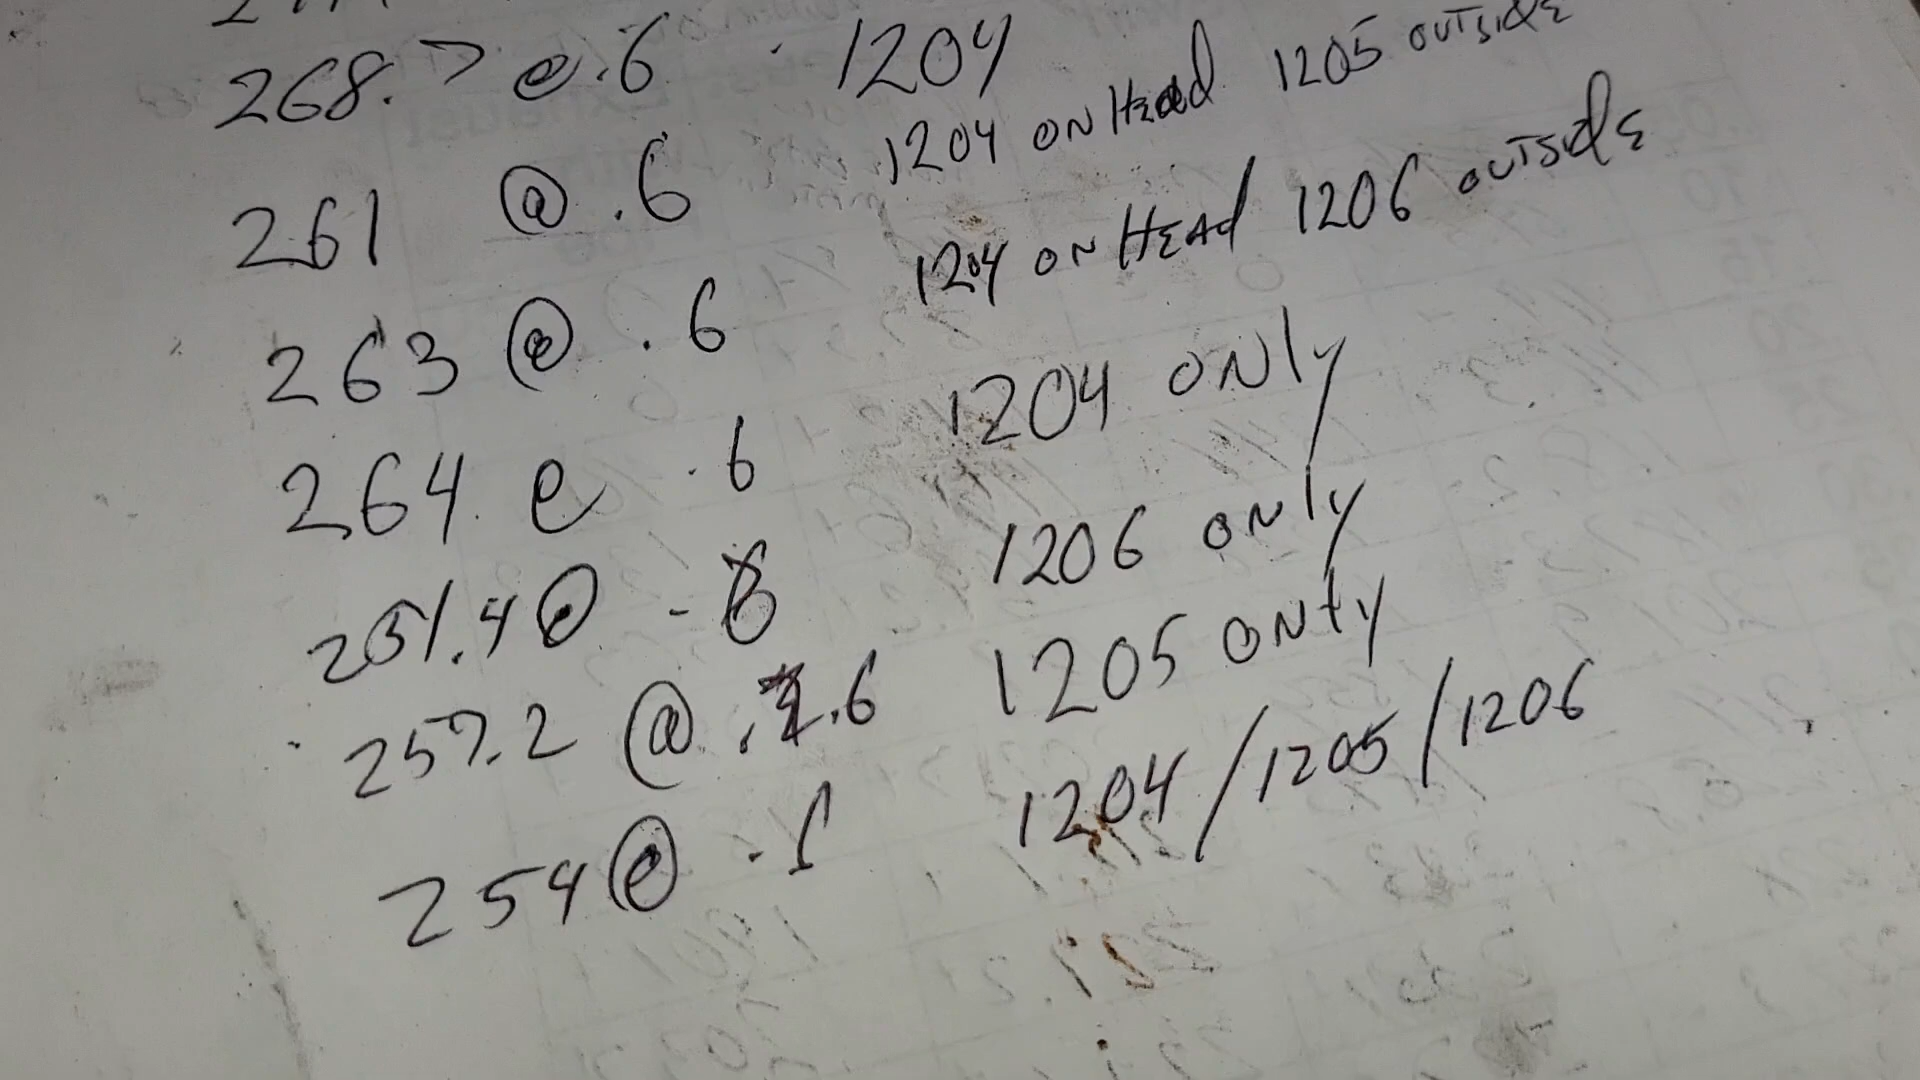 268.7 @ .6 1204
261 @ .6 1204 ON HEAD 1205 OUTSIDE
263 @ .6 1204 ON HEAD 1206 OUTSIDE
264 @ .6 1204 ONLY
251.4 @ .6 1206 ONLY
257.2 @ .6 1205 ONLY
254 @ 1204/1205/1206